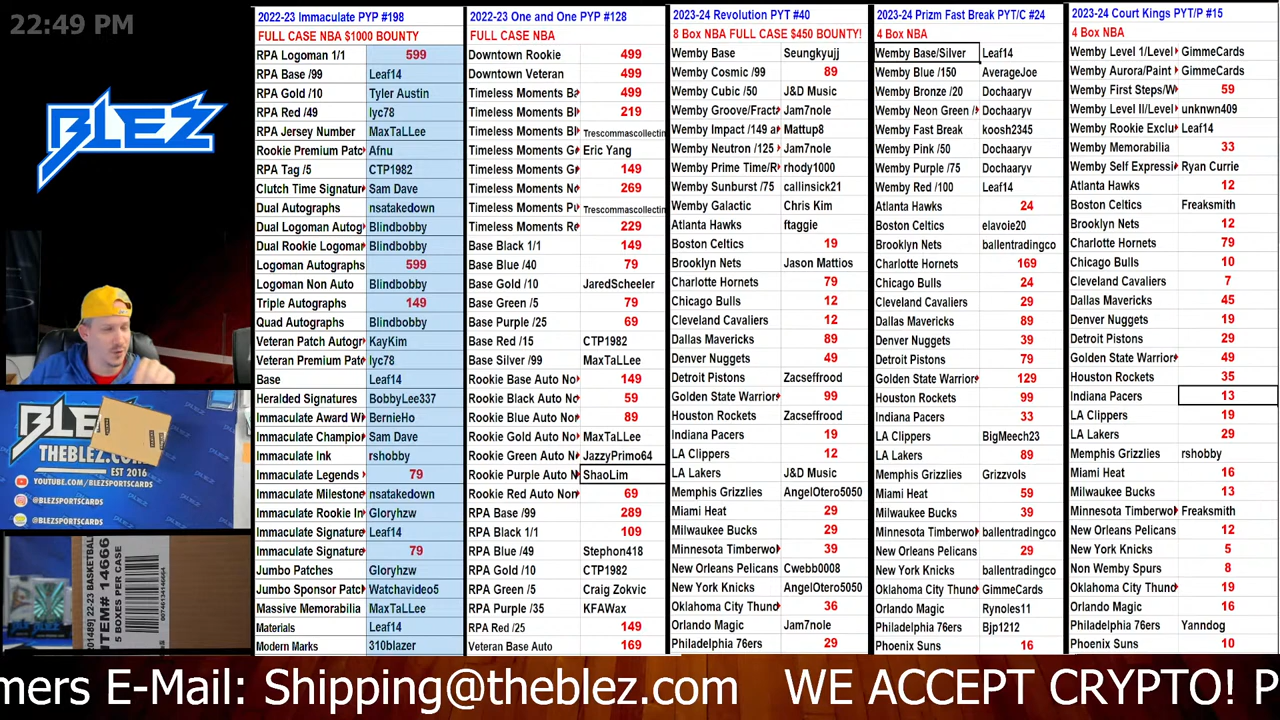 22:49 PM
BLEZ
BLEZ
THEBLEZ.COM
EST 2016
YOUTUBE.COM/BLEZSPORTSCARDS
@BLEZSPORTSCARDS
@BLEZSPORTSCARDS
ITEM# 14666
22-23 BASKETBALL
5 BOXES PER CASE
2022-23 Immaculate PYP #198
FULL CASE NBA $1000 BOUNTY
RPA Logoman 1/1 599
RPA Base /99 Leaf14
RPA Gold /10 Tyler Austin
RPA Red /49 lyc78
RPA Jersey Number MaxTaLLee
Rookie Premium Patc Afnu
RPA Tag /5 CTP1982
Clutch Time Signatur Sam Dave
Dual Autographs nsatakedown
Dual Logoman Autog Blindbobby
Dual Rookie Logoma Blindbobby
Logoman Autographs 599
Logoman Non Auto Blindbobby
Triple Autographs 149
Quad Autographs Blindbobby
Veteran Patch Autogr KayKim
Veteran Premium Pat lyc78
Base Leaf14
Heralded Signatures BobbyLee337
Immaculate Award Wi BernieHo
Immaculate Champio Sam Dave
Immaculate Ink rshobby
Immaculate Legends 79
Immaculate Milestone nsatakedown
Immaculate Rookie In Gloryhzw
Immaculate Signature Leaf14
Immaculate Signature 79
Jumbo Patches Gloryhzw
Jumbo Sponsor Patc Watchavideo5
Massive Memorabilia MaxTaLLee
Materials Leaf14
Modern Marks 310blazer
2022-23 One and One PYP #128
FULL CASE NBA
Downtown Rookie 499
Downtown Veteran 499
Timeless Moments Ba 499
Timeless Moments Bl 219
Timeless Moments Bl Trescommascollectin
Timeless Moments G Eric Yang
Timeless Moments G 149
Timeless Moments No 269
Timeless Moments Pu Trescommascollectin
Timeless Moments Re 229
Base Black 1/1 149
Base Blue /40 79
Base Gold /10 JaredScheeler
Base Green /5 79
Base Purple /25 69
Base Red /15 CTP1982
Base Silver /99 MaxTaLLee
Rookie Base Auto No 149
Rookie Black Auto No 59
Rookie Blue Auto Nor 89
Rookie Gold Auto No MaxTaLLee
Rookie Green Auto N JazzyPrimo64
Rookie Purple Auto N ShaoLim
Rookie Red Auto Non 69
RPA Base /99 289
RPA Black 1/1 109
RPA Blue /49 Stephon418
RPA Gold /10 CTP1982
RPA Green /5 Craig Zokvic
RPA Purple /35 KFAWax
RPA Red /25 149
Veteran Base Auto 169
2023-24 Revolution PYT #40
8 Box NBA FULL CASE $450 BOUNTY!
Wemby Base Seungkyujj
Wemby Cosmic /99 89
Wemby Cubic /50 J&D Music
Wemby Groove/Fract Jam7nole
Wemby Impact /149 a Mattup8
Wemby Neutron /125 Jam7nole
Wemby Prime Time/R rhody1000
Wemby Sunburst /75 callinsick21
Wemby Galactic Chris Kim
Atlanta Hawks ftaggie
Boston Celtics 19
Brooklyn Nets Jason Mattios
Charlotte Hornets 79
Chicago Bulls 12
Cleveland Cavaliers 12
Dallas Mavericks 89
Denver Nuggets 49
Detroit Pistons Zacseffrood
Golden State Warrior 99
Houston Rockets Zacseffrood
Indiana Pacers 19
LA Clippers 12
LA Lakers J&D Music
Memphis Grizzlies AngelOtero5050
Miami Heat 29
Milwaukee Bucks 29
Minnesota Timberwo 39
New Orleans Pelicans Cwebb0008
New York Knicks AngelOtero5050
Oklahoma City Thund 36
Orlando Magic Jam7nole
Philadelphia 76ers 29
2023-24 Prizm Fast Break PYT/C #24
4 Box NBA
Wemby Base/Silver Leaf14
Wemby Blue /150 AverageJoe
Wemby Bronze /20 Dochaaryv
Wemby Neon Green / Dochaaryv
Wemby Fast Break koosh2345
Wemby Pink /50 Dochaaryv
Wemby Purple /75 Dochaaryv
Wemby Red /100 Leaf14
Atlanta Hawks 24
Boston Celtics elavoie20
Brooklyn Nets ballentradingco
Charlotte Hornets 169
Chicago Bulls 24
Cleveland Cavaliers 29
Dallas Mavericks 89
Denver Nuggets 39
Detroit Pistons 79
Golden State Warrior 129
Houston Rockets 99
Indiana Pacers 33
LA Clippers BigMeech23
LA Lakers 89
Memphis Grizzlies Grizzvols
Miami Heat 59
Milwaukee Bucks 39
Minnesota Timberwo ballentradingco
New Orleans Pelicans 29
New York Knicks ballentradingco
Oklahoma City Thund GimmeCards
Orlando Magic Rynoles11
Philadelphia 76ers Bjp1212
Phoenix Suns 16
2023-24 Court Kings PYT/P #15
4 Box NBA
Wemby Level 1/Level GimmeCards
Wemby Aurora/Paint GimmeCards
Wemby First Steps/W 59
Wemby Level II/Level unknwn409
Wemby Rookie Exclu Leaf14
Wemby Memorabilia 33
Wemby Self Expressi Ryan Currie
Atlanta Hawks 12
Boston Celtics Freaksmith
Brooklyn Nets 12
Charlotte Hornets 79
Chicago Bulls 10
Cleveland Cavaliers 7
Dallas Mavericks 45
Denver Nuggets 19
Detroit Pistons 29
Golden State Warrior 49
Houston Rockets 35
Indiana Pacers 13
LA Clippers 19
LA Lakers 29
Memphis Grizzlies rshobby
Miami Heat 16
Milwaukee Bucks 13
Minnesota Timberwo Freaksmith
New Orleans Pelicans 12
New York Knicks 5
Non Wemby Spurs 8
Oklahoma City Thund 19
Orlando Magic 16
Philadelphia 76ers Yanndog
Phoenix Suns 10
mers E-Mail: Shipping@theblez.com WE ACCEPT CRYPTO! P